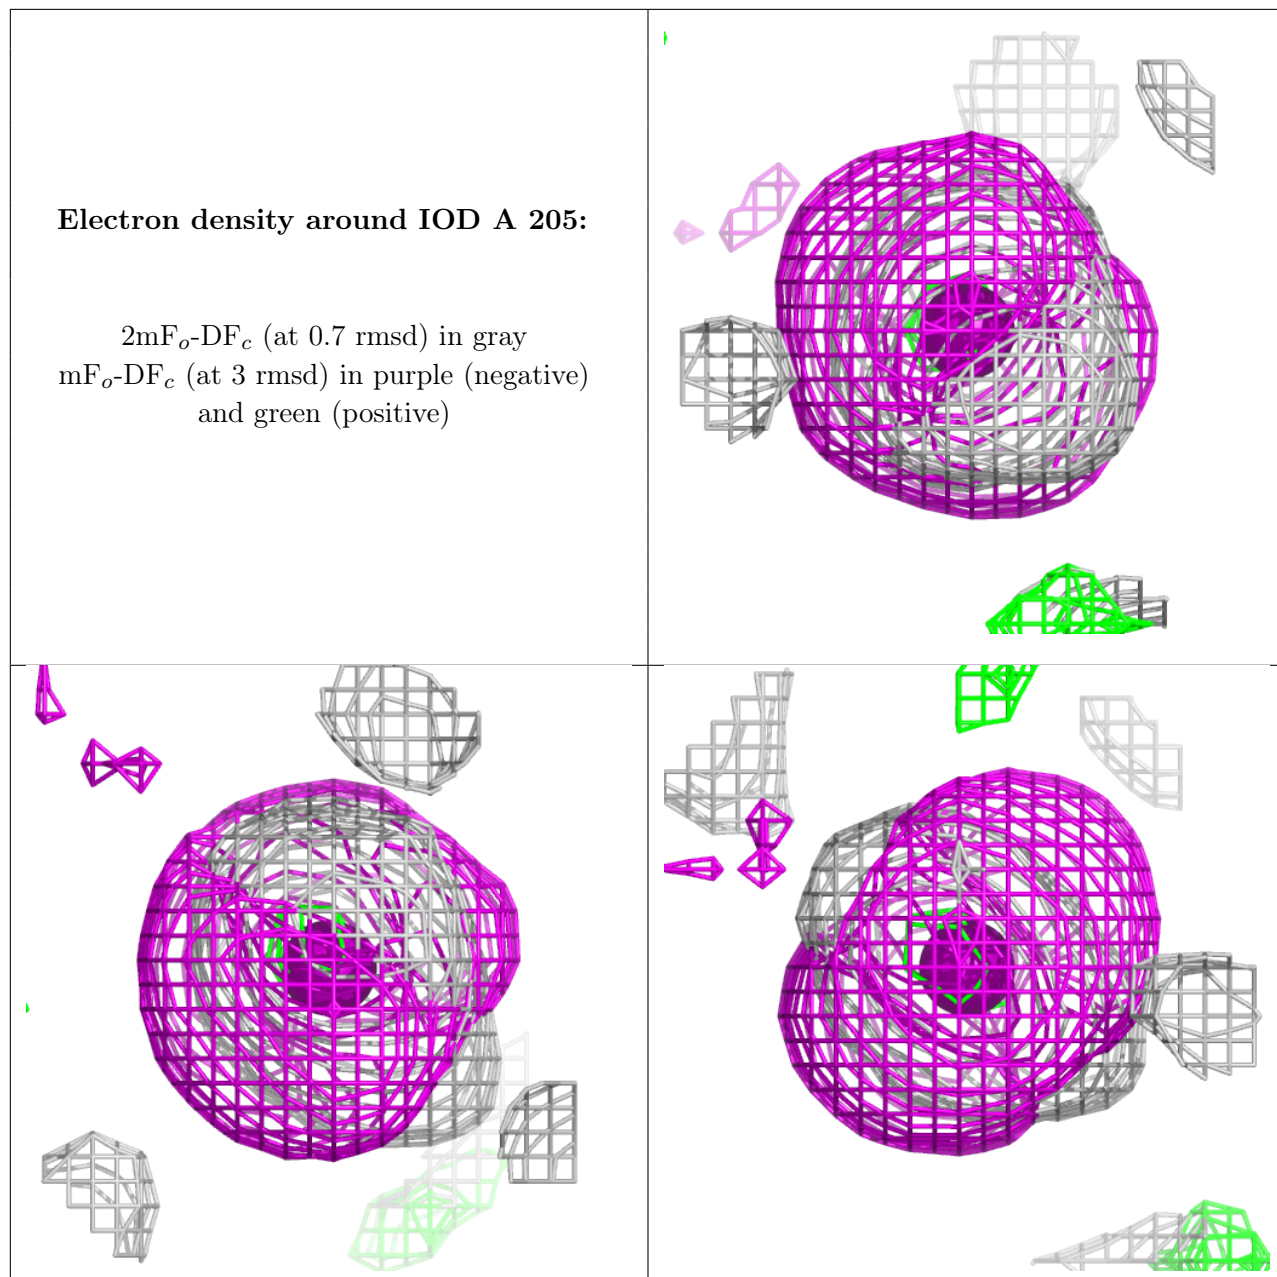 Electron density around IOD A 205:
2mFo-DFc (at 0.7 rmsd) in gray
mFo-DFc (at 3 rmsd) in purple (negative)
and green (positive)